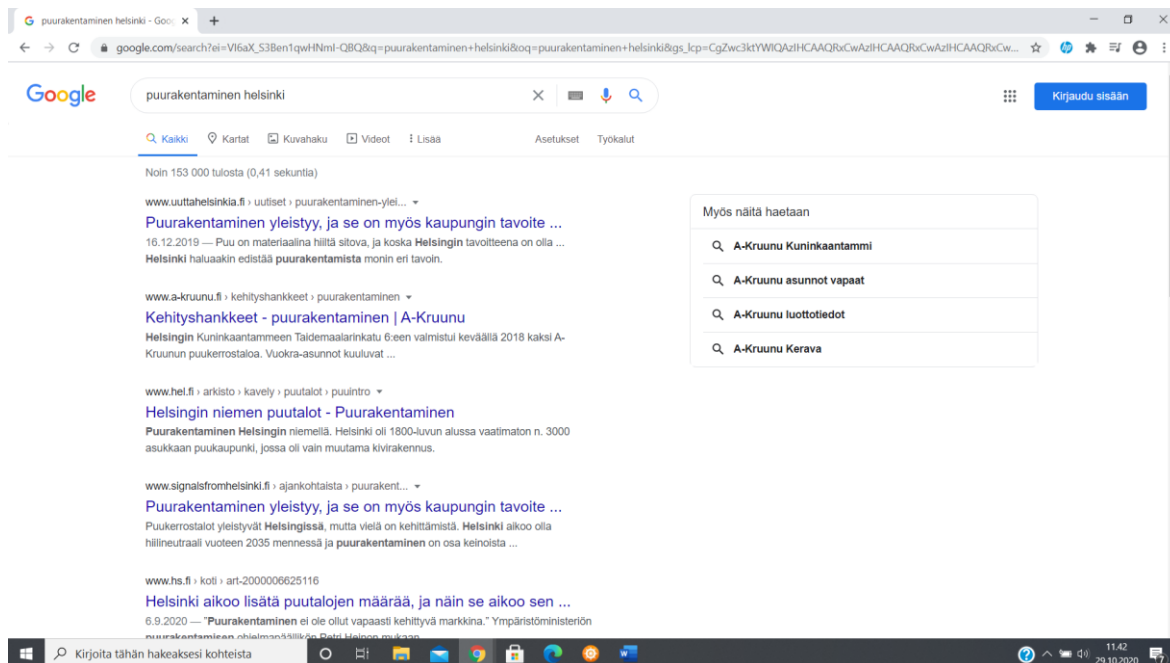 puurakentaminen helsinki - Goog
google.com/search?ei=VI6aX_S3Ben1qwHNmI-QBQ&q=puurakentaminen+helsinki&oq=puurakentaminen+helsinki&gs_lcp=CgZwc3ktYWIQAzIHCAAQRxCwAzIHCAAQRxCwAzIHCAAQRxCwAzIHCAAQRxCw...
Google
puurakentaminen helsinki
Kirjaudu sisään
Kaikki Kartat Kuvahaku Videot Lisää Asetukset Työkalut
Noin 153 000 tulosta (0,41 sekuntia)
www.uuttahelsinkia.fi › uutiset › puurakentaminen-ylei...
Puurakentaminen yleistyy, ja se on myös kaupungin tavoite ...
16.12.2019 — Puu on materiaalina hiiltä sitova, ja koska Helsingin tavoitteena on olla ...
Helsinki haluaakin edistää puurakentamista monin eri tavoin.
www.a-kruunu.fi › kehityshankkeet › puurakentaminen
Kehityshankkeet - puurakentaminen | A-Kruunu
Helsingin Kuninkaantammeen Taidemaalarinkatu 6:een valmistui keväällä 2018 kaksi A-
Kruunun puukerrostaloa. Vuokra-asunnot kuuluvat ...
www.hel.fi › arkisto › kavely › puutalot › puuintro
Helsingin niemen puutalot - Puurakentaminen
Puurakentaminen Helsingin niemellä. Helsinki oli 1800-luvun alussa vaatimaton n. 3000
asukkaan puukaupunki, jossa oli vain muutama kivirakennus.
www.signalsfromhelsinki.fi › ajankohtaista › puurakent...
Puurakentaminen yleistyy, ja se on myös kaupungin tavoite ...
Puukerrostalot yleistyvät Helsingissä, mutta vielä on kehittämistä. Helsinki aikoo olla
hiilineutraali vuoteen 2035 mennessä ja puurakentaminen on osa keinoista ...
www.hs.fi › koti › art-2000006625116
Helsinki aikoo lisätä puutalojen määrää, ja näin se aikoo sen ...
6.9.2020 — "Puurakentaminen ei ole ollut vapaasti kehittyvä markkina." Ympäristöministeriön
puurakentamisen ohjelmapäällikön Petri Heinon mukaan
Myös näitä haetaan
A-Kruunu Kuninkaantammi
A-Kruunu asunnot vapaat
A-Kruunu luottotiedot
A-Kruunu Kerava
Kirjoita tähän hakeaksesi kohteista
11.42
29.10.2020